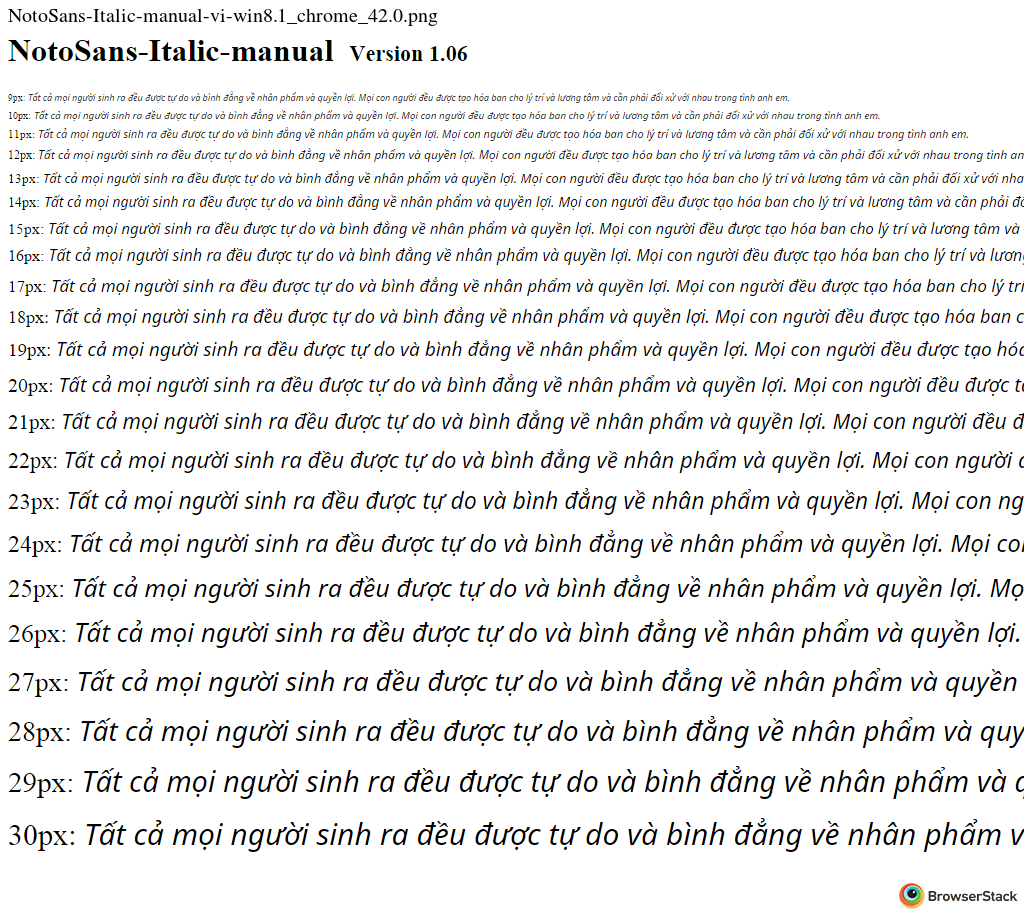 NotoSans-Italic-manual-vi-win8.1_chrome_42.0.png
NotoSans-Italic-manual Version 1.06
9px: Tất cả mọi người sinh ra đều được tự do và bình đẳng về nhân phẩm và quyền lợi. Mọi con người đều được tạo hóa ban cho lý trí và lương tâm và cần phải đối xử với nhau trong tình anh em.
10px: Tất cả mọi người sinh ra đều được tự do và bình đẳng về nhân phẩm và quyền lợi. Mọi con người đều được tạo hóa ban cho lý trí và lương tâm và cần phải đối xử với nhau trong tình anh em.
11px: Tất cả mọi người sinh ra đều được tự do và bình đẳng về nhân phẩm và quyền lợi. Mọi con người đều được tạo hóa ban cho lý trí và lương tâm và cần phải đối xử với nhau trong tình anh em.
12px: Tất cả mọi người sinh ra đều được tự do và bình đẳng về nhân phẩm và quyền lợi. Mọi con người đều được tạo hóa ban cho lý trí và lương tâm và cần phải đối xử với nhau trong tình an
13px: Tất cả mọi người sinh ra đều được tự do và bình đẳng về nhân phẩm và quyền lợi. Mọi con người đều được tạo hóa ban cho lý trí và lương tâm và cần phải đối xử với nha
14px: Tất cả mọi người sinh ra đều được tự do và bình đẳng về nhân phẩm và quyền lợi. Mọi con người đều được tạo hóa ban cho lý trí và lương tâm và cần phải
15px: Tất cả mọi người sinh ra đều được tự do và bình đẳng về nhân phẩm và quyền lợi. Mọi con người đều được tạo hóa ban cho lý trí và lương tâm và
16px: Tất cả mọi người sinh ra đều được tự do và bình đẳng về nhân phẩm và quyền lợi. Mọi con người đều được tạo hóa ban cho lý trí và lươn
17px: Tất cả mọi người sinh ra đều được tự do và bình đẳng về nhân phẩm và quyền lợi. Mọi con người đều được tạo hóa ban cho lý trí
18px: Tất cả mọi người sinh ra đều được tự do và bình đẳng về nhân phẩm và quyền lợi. Mọi con người đều được tạo hóa ban c
19px: Tất cả mọi người sinh ra đều được tự do và bình đẳng về nhân phẩm và quyền lợi. Mọi con người đều được tạo hóa
20px: Tất cả mọi người sinh ra đều được tự do và bình đẳng về nhân phẩm và quyền lợi. Mọi con người đều được
21px: Tất cả mọi người sinh ra đều được tự do và bình đẳng về nhân phẩm và quyền lợi. Mọi con người đều đ
22px: Tất cả mọi người sinh ra đều được tự do và bình đẳng về nhân phẩm và quyền lợi. Mọi con người
23px: Tất cả mọi người sinh ra đều được tự do và bình đẳng về nhân phẩm và quyền lợi. Mọi con ng
24px: Tất cả mọi người sinh ra đều được tự do và bình đẳng về nhân phẩm và quyền lợi. Mọi con
25px: Tất cả mọi người sinh ra đều được tự do và bình đẳng về nhân phẩm và quyền lợi. Mọ
26px: Tất cả mọi người sinh ra đều được tự do và bình đẳng về nhân phẩm và quyền lợi.
27px: Tất cả mọi người sinh ra đều được tự do và bình đẳng về nhân phẩm và quyền
28px: Tất cả mọi người sinh ra đều được tự do và bình đẳng về nhân phẩm và quy
29px: Tất cả mọi người sinh ra đều được tự do và bình đẳng về nhân phẩm và q
30px: Tất cả mọi người sinh ra đều được tự do và bình đẳng về nhân phẩm v
BrowserStack